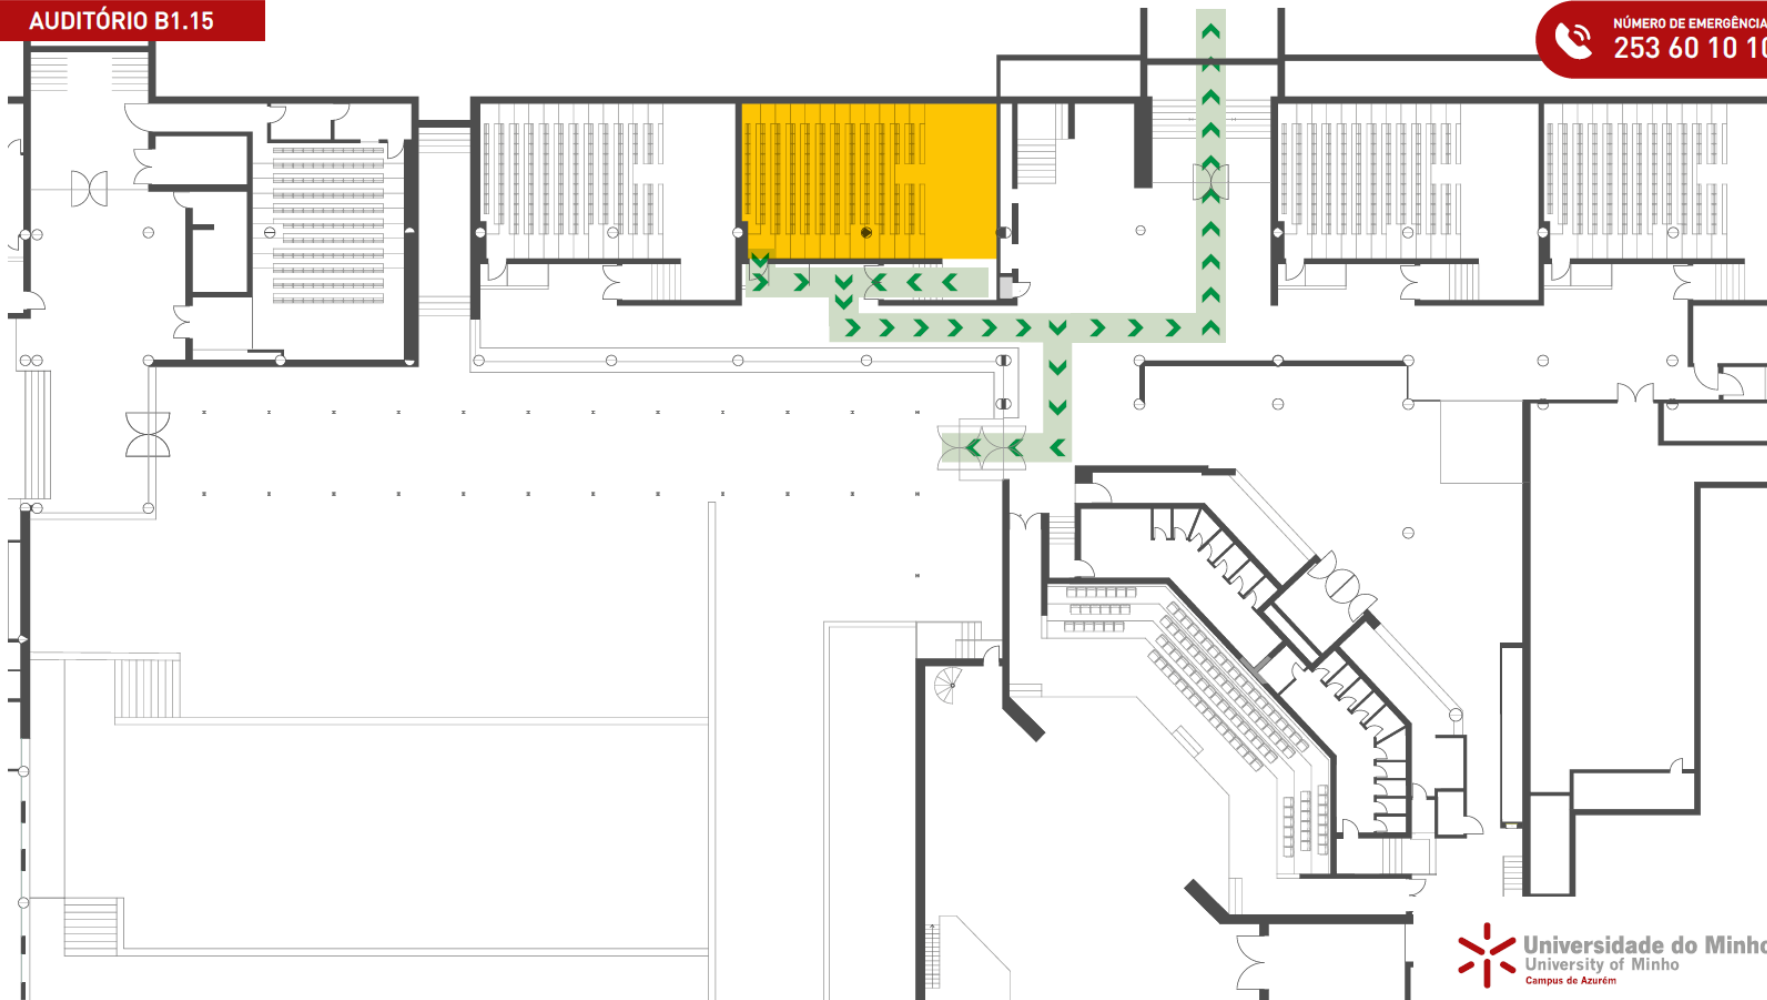 AUDITÓRIO B1.15
NÚMERO DE EMERGÊNCIA
253 60 10 10
Universidade do Minho
University of Minho
Campus de Azurém